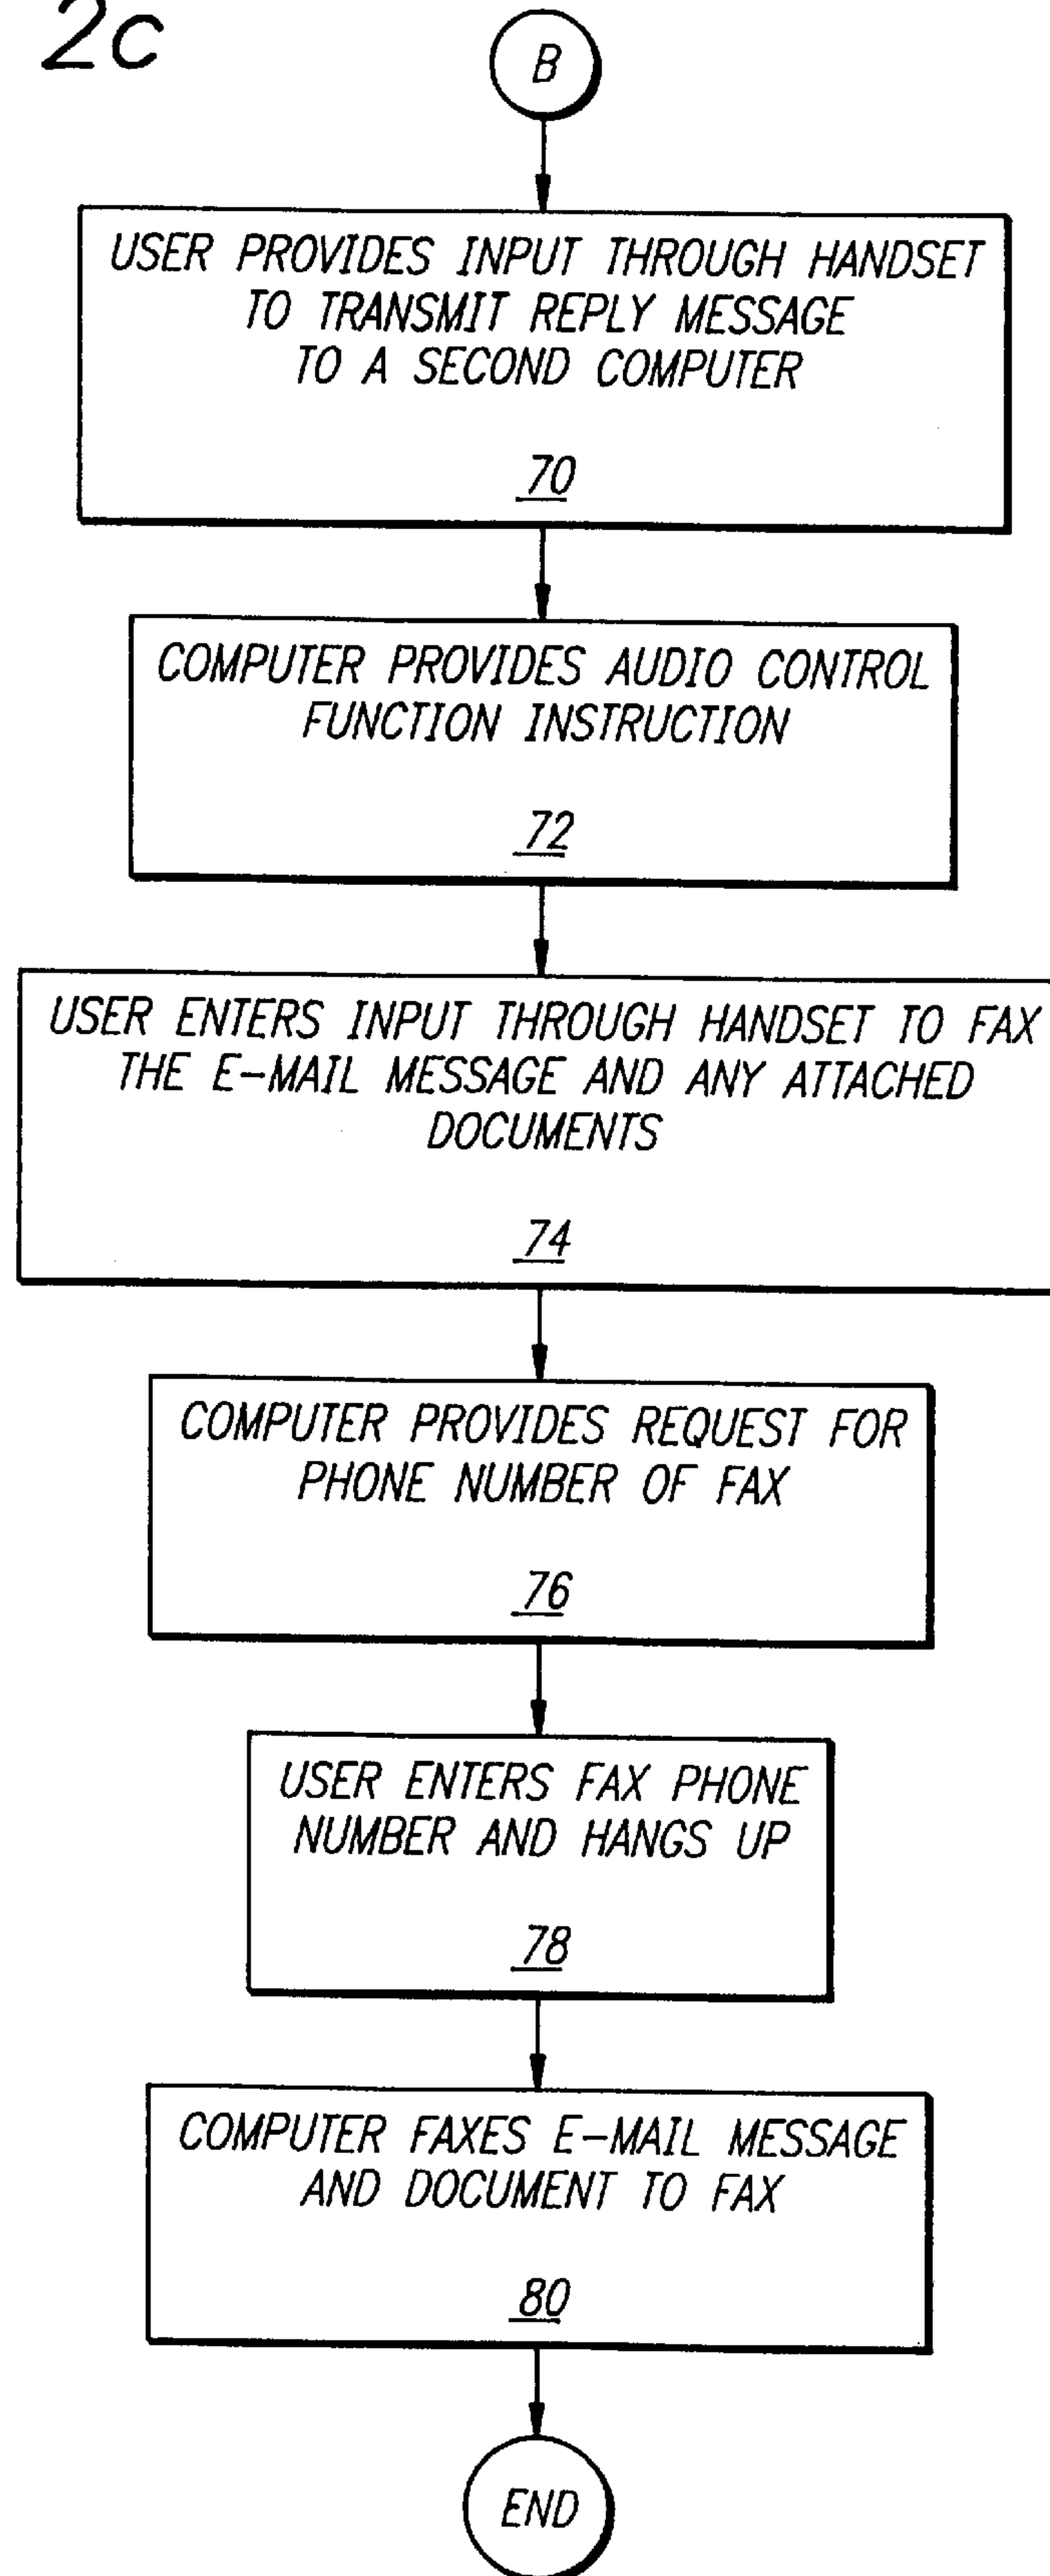 2c
B
USER PROVIDES INPUT THROUGH HANDSET
TO TRANSMIT REPLY MESSAGE
TO A SECOND COMPUTER
70
COMPUTER PROVIDES AUDIO CONTROL
FUNCTION INSTRUCTION
72
USER ENTERS INPUT THROUGH HANDSET TO FAX
THE E-MAIL MESSAGE AND ANY ATTACHED
DOCUMENTS
74
COMPUTER PROVIDES REQUEST FOR
PHONE NUMBER OF FAX
76
USER ENTERS FAX PHONE
NUMBER AND HANGS UP
78
COMPUTER FAXES E-MAIL MESSAGE
AND DOCUMENT TO FAX
80
END